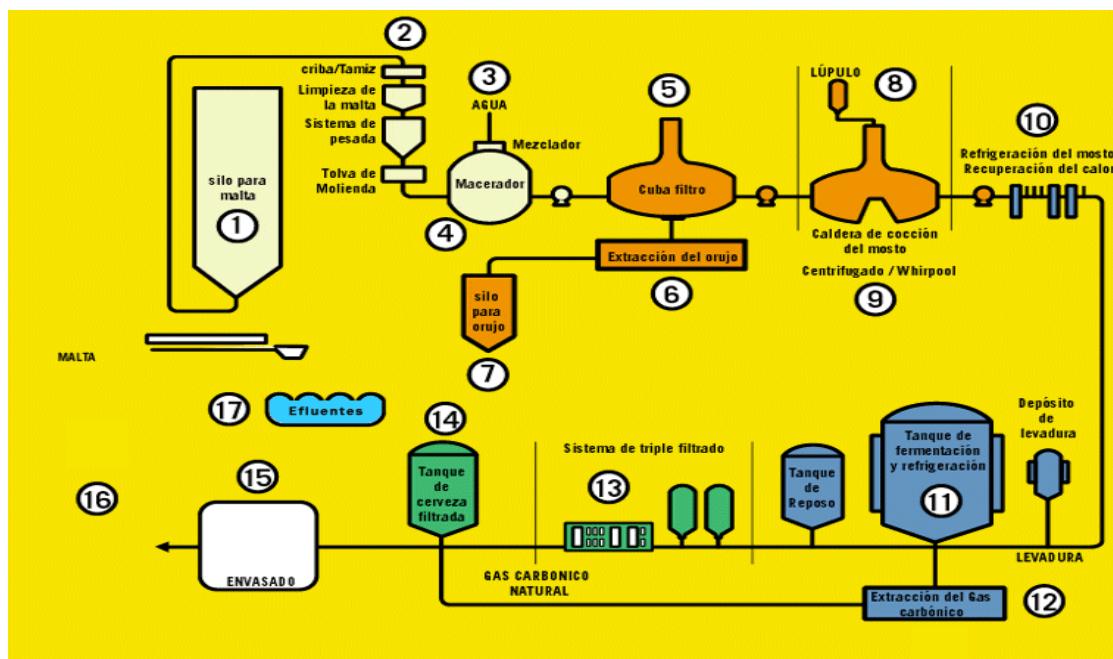 2
criba/Tamiz
Limpieza de
la malta
Sistema de
pesada
Tolva de
Molienda
1
silo para
malta
3
AGUA
Mezclador
Macerador
4
5
Cuba filtro
Extracción del orujo
6
silo
para
orujo
7
LÚPULO
8
Caldera de cocción
del mosto
Centrifugado / Whirpool
9
10
Refrigeración del mosto
Recuperación del calor
MALTA
17
Efluentes
16
15
ENVASADO
14
Tanque
de
cerveza
filtrada
Sistema de triple filtrado
13
GAS CARBONICO
NATURAL
Tanque
de
Reposo
Tanque de
fermentación
y refrigeración
11
Depósito
de
levadura
LEVADURA
Extracción del Gas
carbónico
12